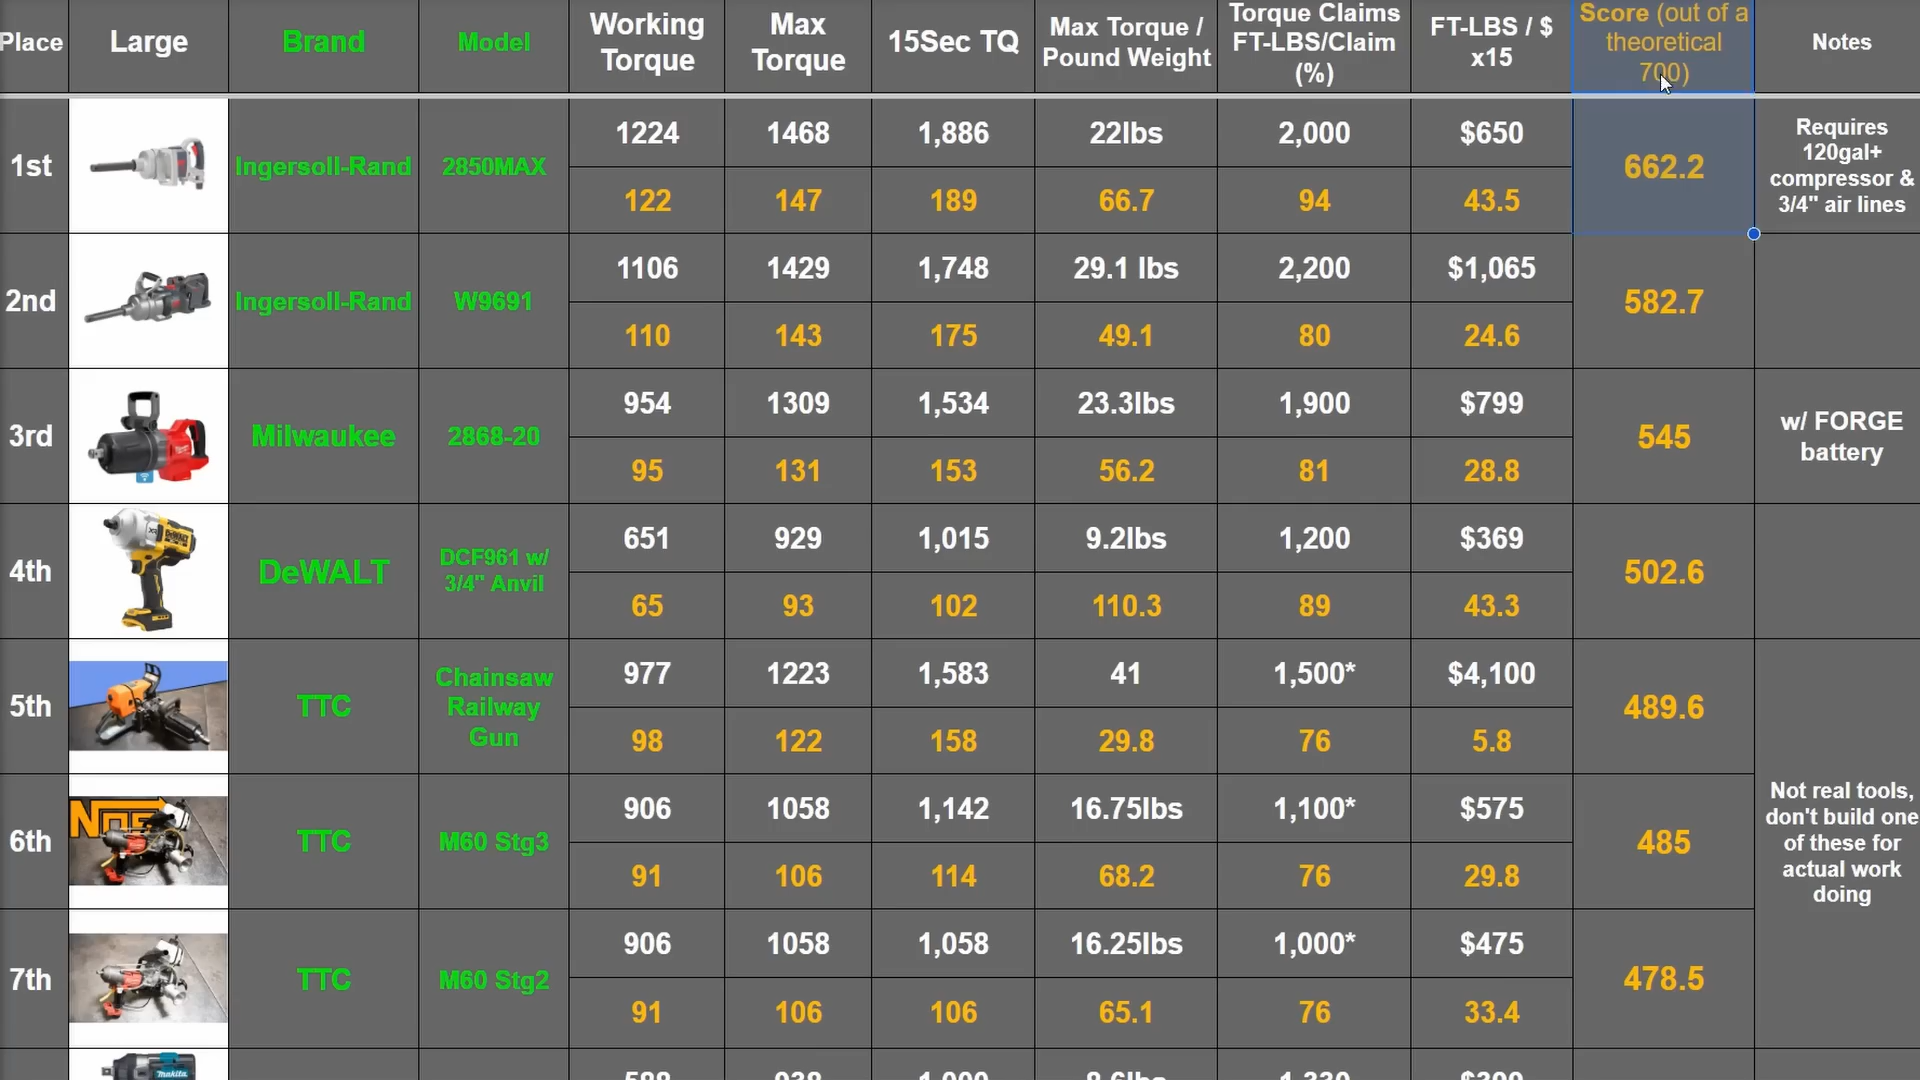 Place
Large
Brand
Model
Working
Torque
Max
Torque
15Sec TQ
Max Torque /
Pound Weight
Torque Claims
FT-LBS/Claim
(%)
FT-LBS / $
x15
Score (out of a
theoretical
700)
Notes
1st
Ingersoll-Rand
2850MAX
1224
1468
1,886
22lbs
2,000
$650
122
147
189
66.7
94
43.5
662.2
Requires
120gal+
compressor &
3/4" air lines
2nd
Ingersoll-Rand
W9691
1106
1429
1,748
29.1 lbs
2,200
$1,065
110
143
175
49.1
80
24.6
582.7
3rd
Milwaukee
2868-20
954
1309
1,534
23.3lbs
1,900
$799
95
131
153
56.2
81
28.8
545
w/ FORGE
battery
4th
DeWALT
DeWALT
DCF961 w/
3/4" Anvil
651
929
1,015
9.2lbs
1,200
$369
65
93
102
110.3
89
43.3
502.6
5th
TTC
Chainsaw
Railway
Gun
977
1223
1,583
41
1,500*
$4,100
98
122
158
29.8
76
5.8
489.6
6th
TTC
M60 Stg3
906
1058
1,142
16.75lbs
1,100*
$575
91
106
114
68.2
76
29.8
485
Not real tools,
don't build one
of these for
actual work
doing
7th
TTC
M60 Stg2
906
1058
1,058
16.25lbs
1,000*
$475
91
106
106
65.1
76
33.4
478.5
makita